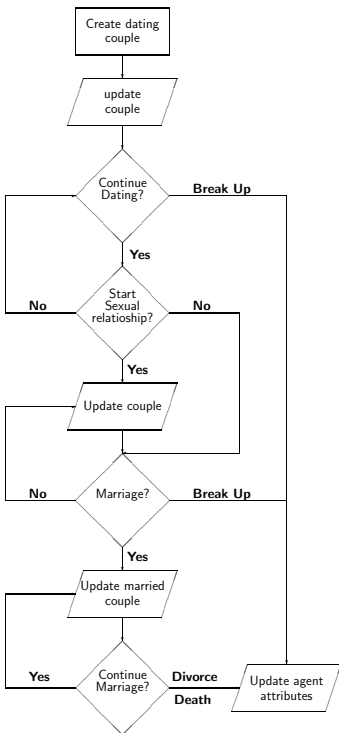 Create dating
couple
update
couple
Continue
Dating?
Break Up
Yes
Start
Sexual
relatioship?
No
No
Yes
Update couple
Marriage?
No
Break Up
Yes
Update married
couple
Continue
Marriage?
Yes
Divorce
Death
Update agent
attributes